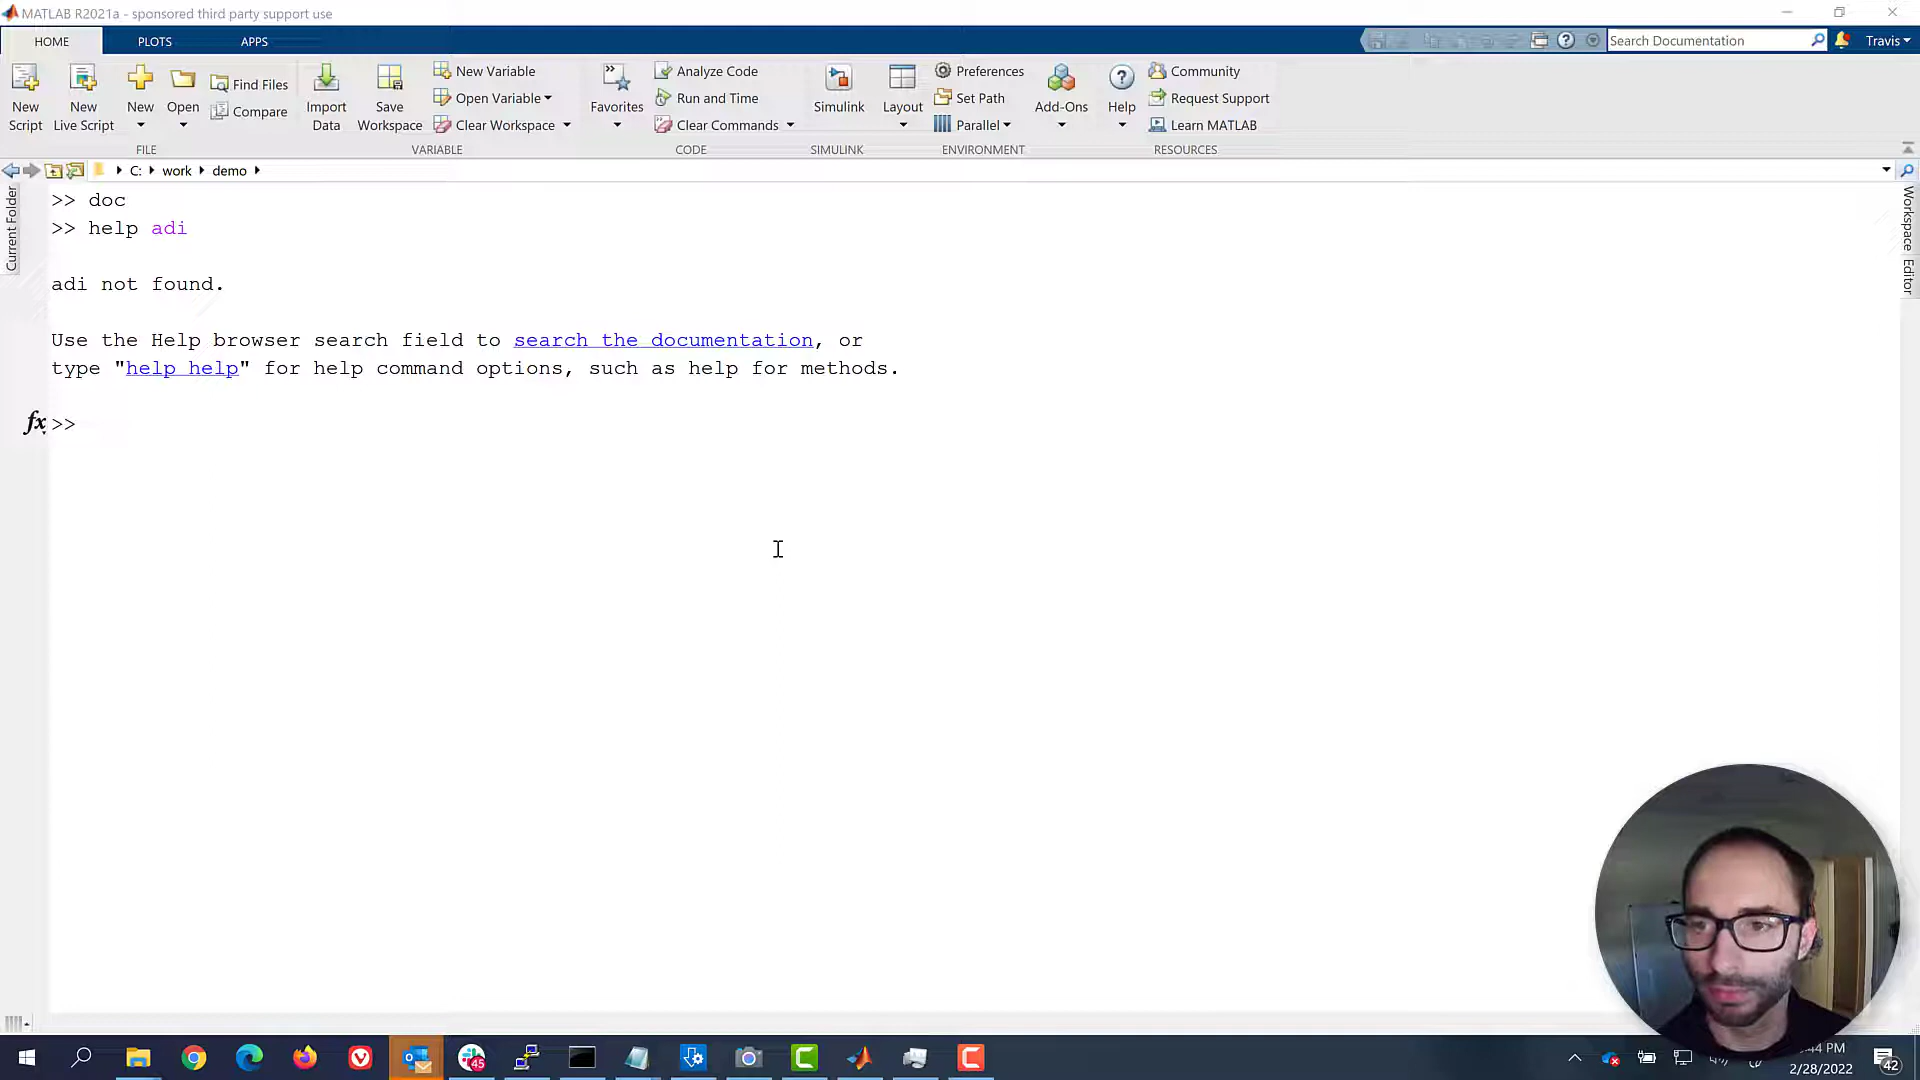 MATLAB R2021a - sponsored third party support use
HOME PLOTS APPS
Search Documentation
Travis
New Script
New Live Script
New
Open
Find Files
Compare
Import Data
Save Workspace
New Variable
Open Variable
Clear Workspace
Favorites
Analyze Code
Run and Time
Clear Commands
Simulink
Layout
Preferences
Set Path
Parallel
Add-Ons
Help
Community
Request Support
Learn MATLAB
FILE VARIABLE CODE SIMULINK ENVIRONMENT RESOURCES
C: work demo
Current Folder
Workspace
Editor
>> doc
>> help adi
adi not found.
Use the Help browser search field to search the documentation, or
type "help help" for help command options, such as help for methods.
fx >>
45
:44 PM
2/28/2022
42